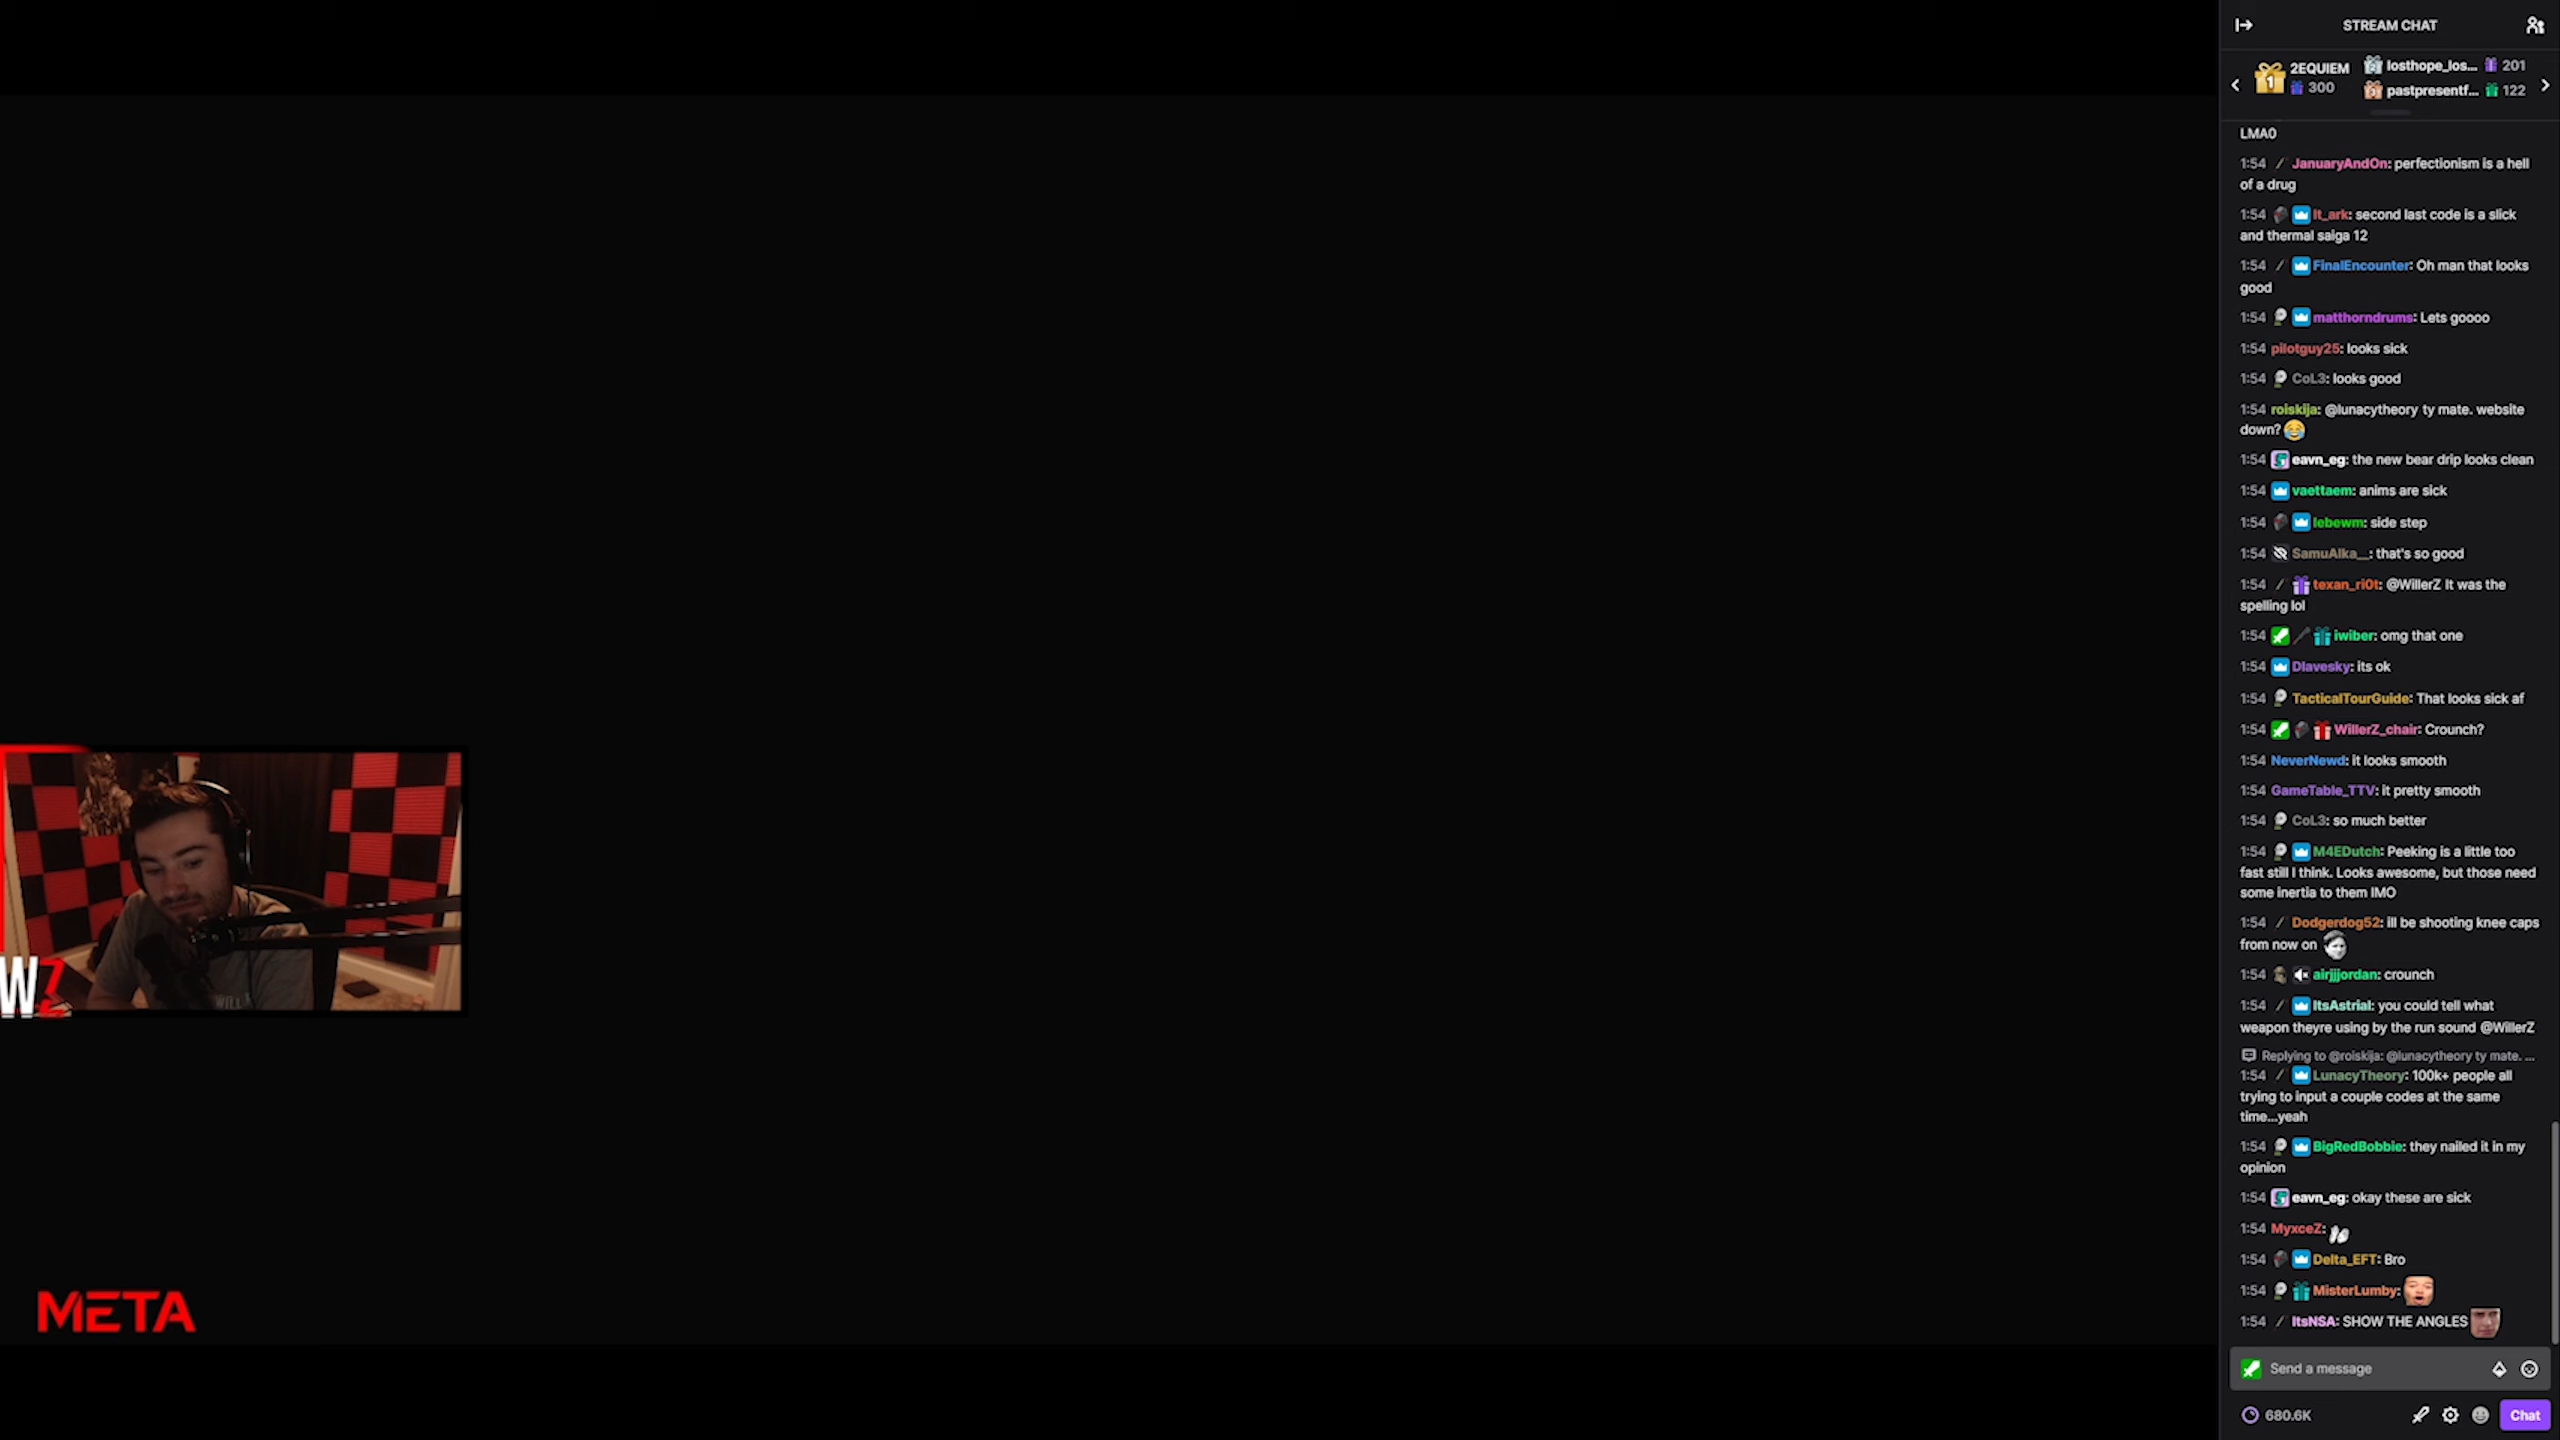 STREAM CHAT
2EQUIEM
300
losthope_los... 201
pastpresentf... 122
LMA0
1:54 JanuaryAndOn: perfectionism is a hell
of a drug
1:54 It_ark: second last code is a slick
and thermal saiga 12
1:54 FinalEncounter: Oh man that looks
good
1:54 matthorndrums: Lets goooo
1:54 pilotguy25: looks sick
1:54 CoL3: looks good
1:54 roiskija: @lunacytheory ty mate. website
down?
1:54 eavn_eg: the new bear drip looks clean
1:54 vaettaem: anims are sick
1:54 lebewm: side step
1:54 SamuAlka__: that's so good
1:54 texan_ri0t: @WillerZ It was the
spelling lol
1:54 iwiber: omg that one
1:54 Dlavesky: its ok
1:54 TacticalTourGuide: That looks sick af
1:54 WillerZ_chair: Crounch?
1:54 NeverNewd: it looks smooth
1:54 GameTable_TTV: it pretty smooth
1:54 CoL3: so much better
1:54 M4EDutch: Peeking is a little too
fast still I think. Looks awesome, but those need
some inertia to them IMO
1:54 Dodgerdog52: ill be shooting knee caps
from now on
1:54 airjjjordan: crounch
1:54 ItsAstrial: you could tell what
weapon theyre using by the run sound @WillerZ
Replying to @roiskija: @lunacytheory ty mate. ...
1:54 LunacyTheory: 100k+ people all
trying to input a couple codes at the same
time...yeah
1:54 BigRedBobbie: they nailed it in my
opinion
1:54 eavn_eg: okay these are sick
1:54 MyxceZ:
1:54 Delta_EFT: Bro
1:54 MisterLumby:
1:54 ItsNSA: SHOW THE ANGLES
Send a message
680.6K
Chat
WZ
WILL
META